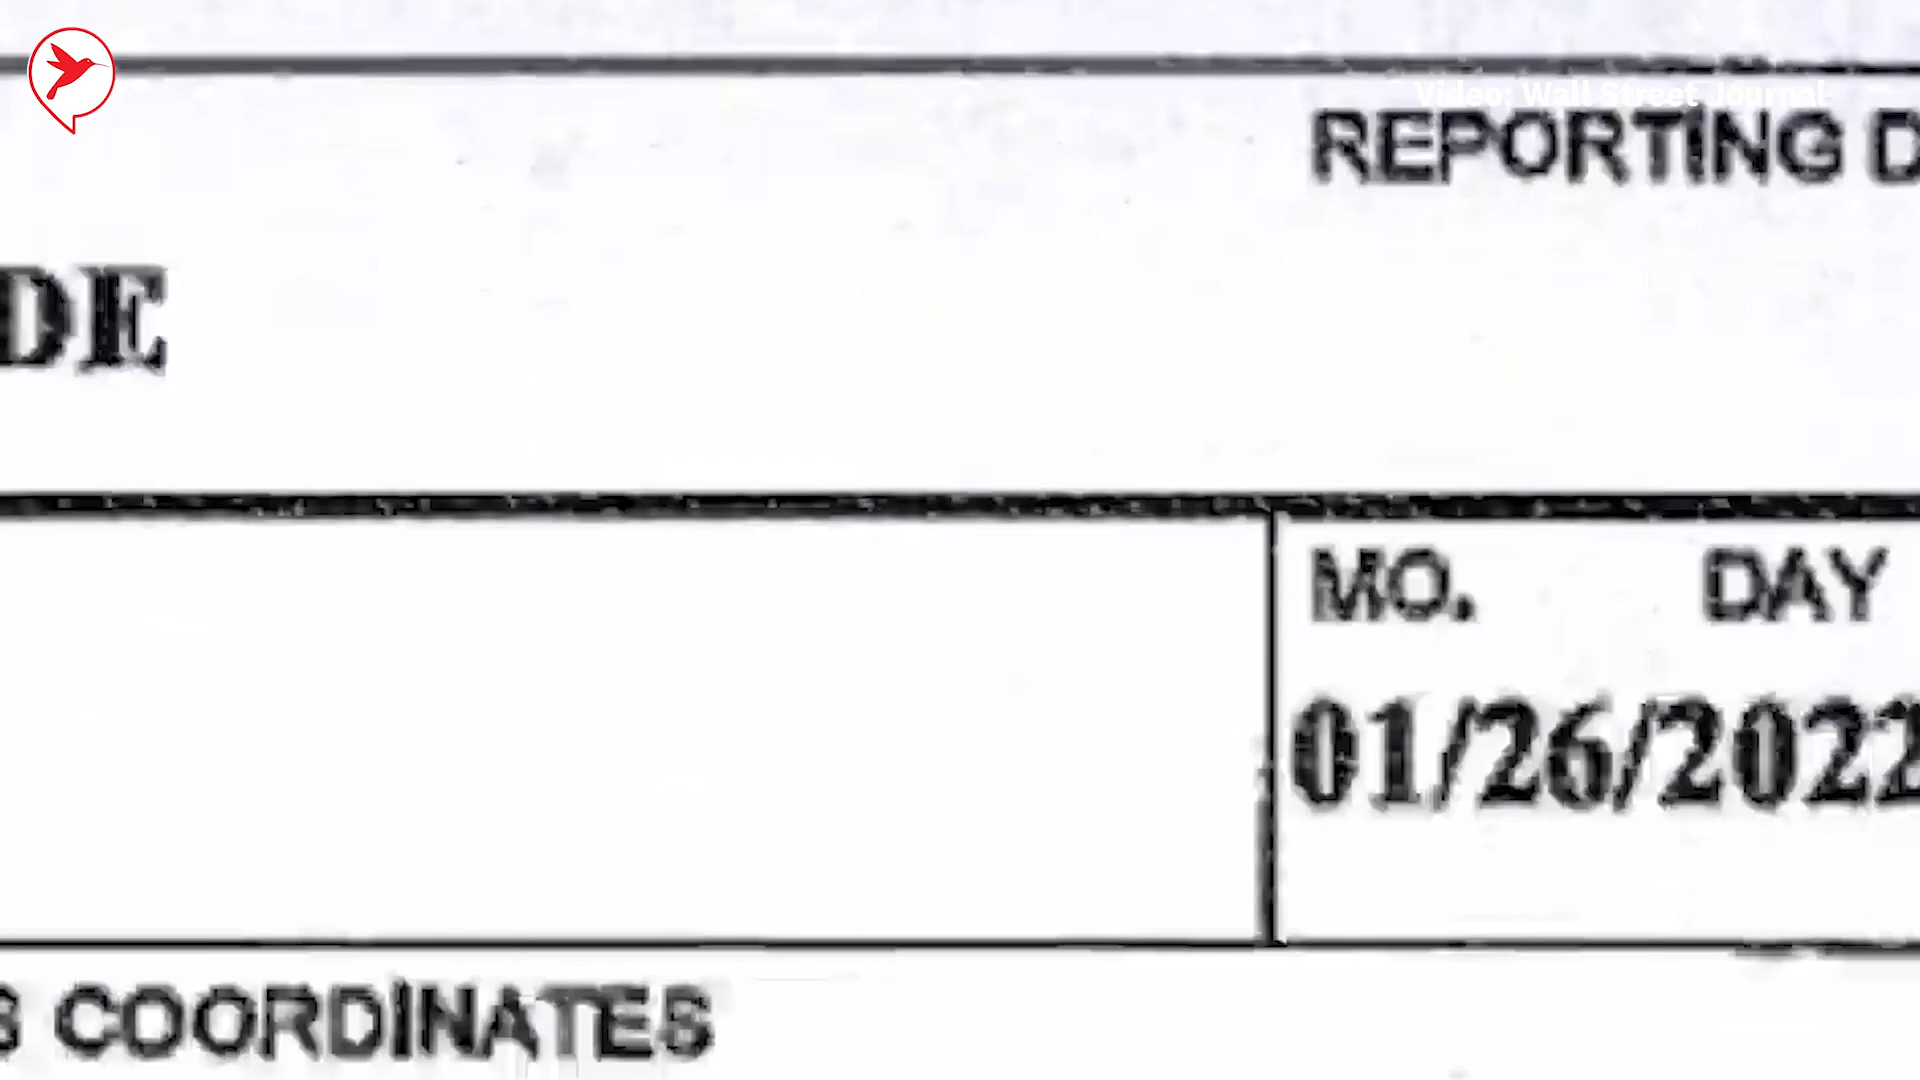 Video: Wall Street Journal
REPORTING D
DE
MO. DAY
01/26/2022
S COORDINATES